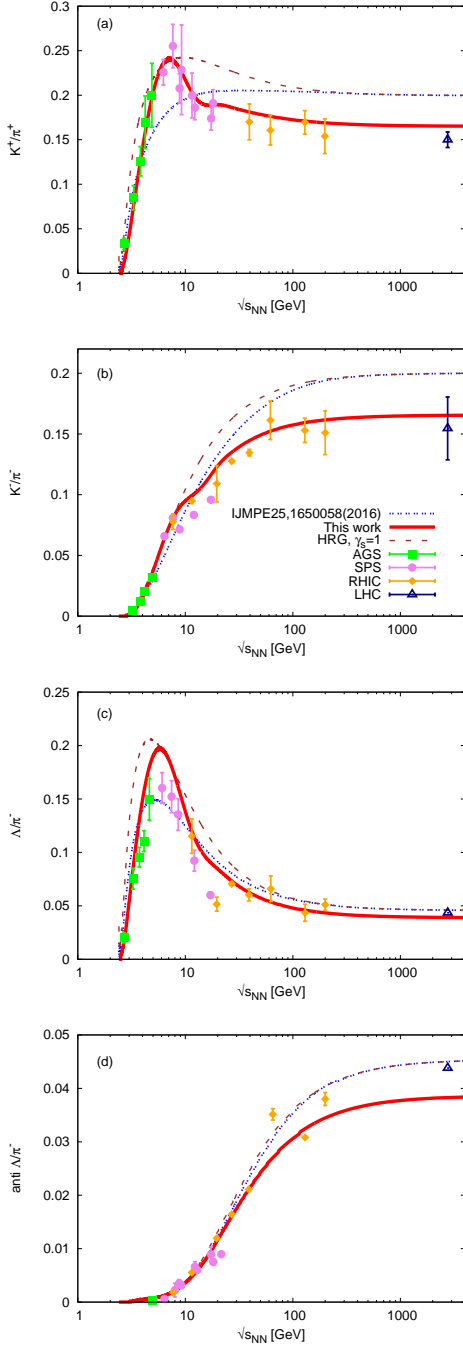 0.3
(a)
0.25
0.2
K⁺/π⁺
0.15
0.1
0.05
0
1 10 100 1000
√sNN [GeV]
(b)
0.2
0.15
K⁻/π⁻
0.1
IJMPE25,1650058(2016)
This work
HRG, γs=1
0.05
AGS
SPS
RHIC
LHC
0
1 10 100 1000
√sNN [GeV]
0.25
(c)
0.2
0.15
Λ/π⁻
0.1
0.05
0
1 10 100 1000
√sNN [GeV]
0.05
(d)
0.04
0.03
anti Λ/π⁻
0.02
0.01
0
1 10 100 1000
√sNN [GeV]